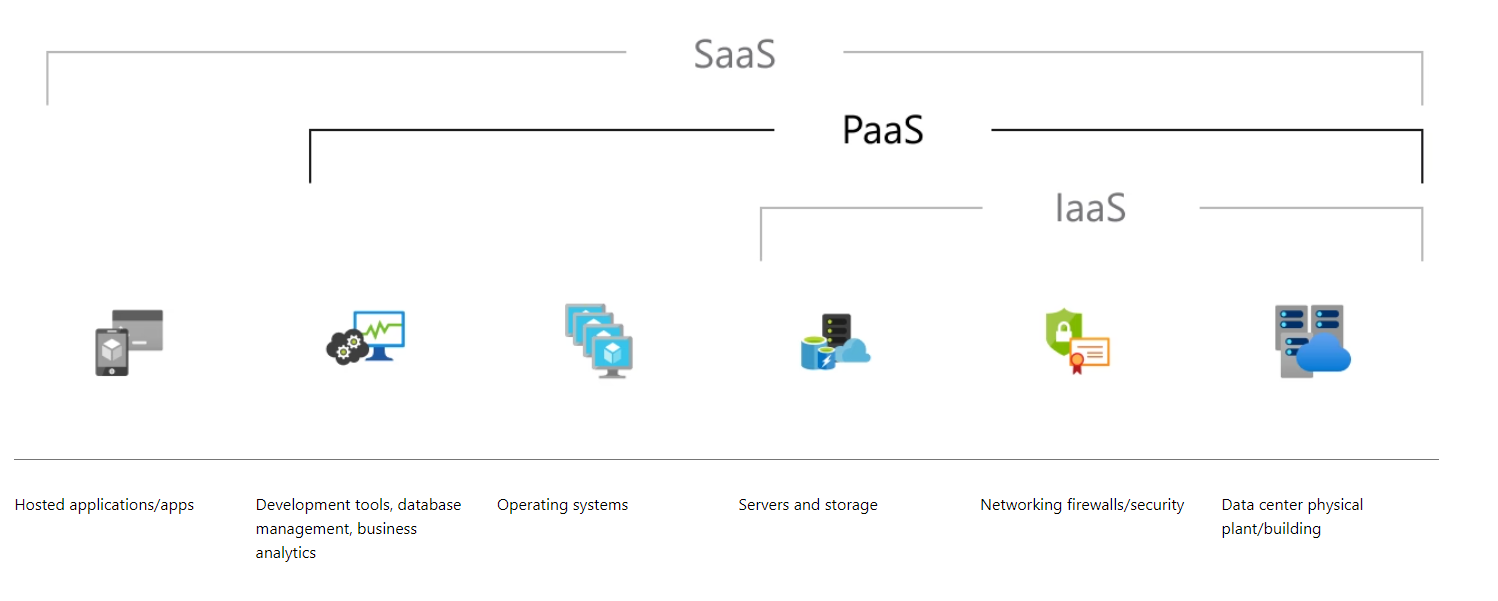 SaaS
PaaS
IaaS
Hosted applications/apps
Development tools, database
management, business
analytics
Operating systems
Servers and storage
Networking firewalls/security
Data center physical
plant/building